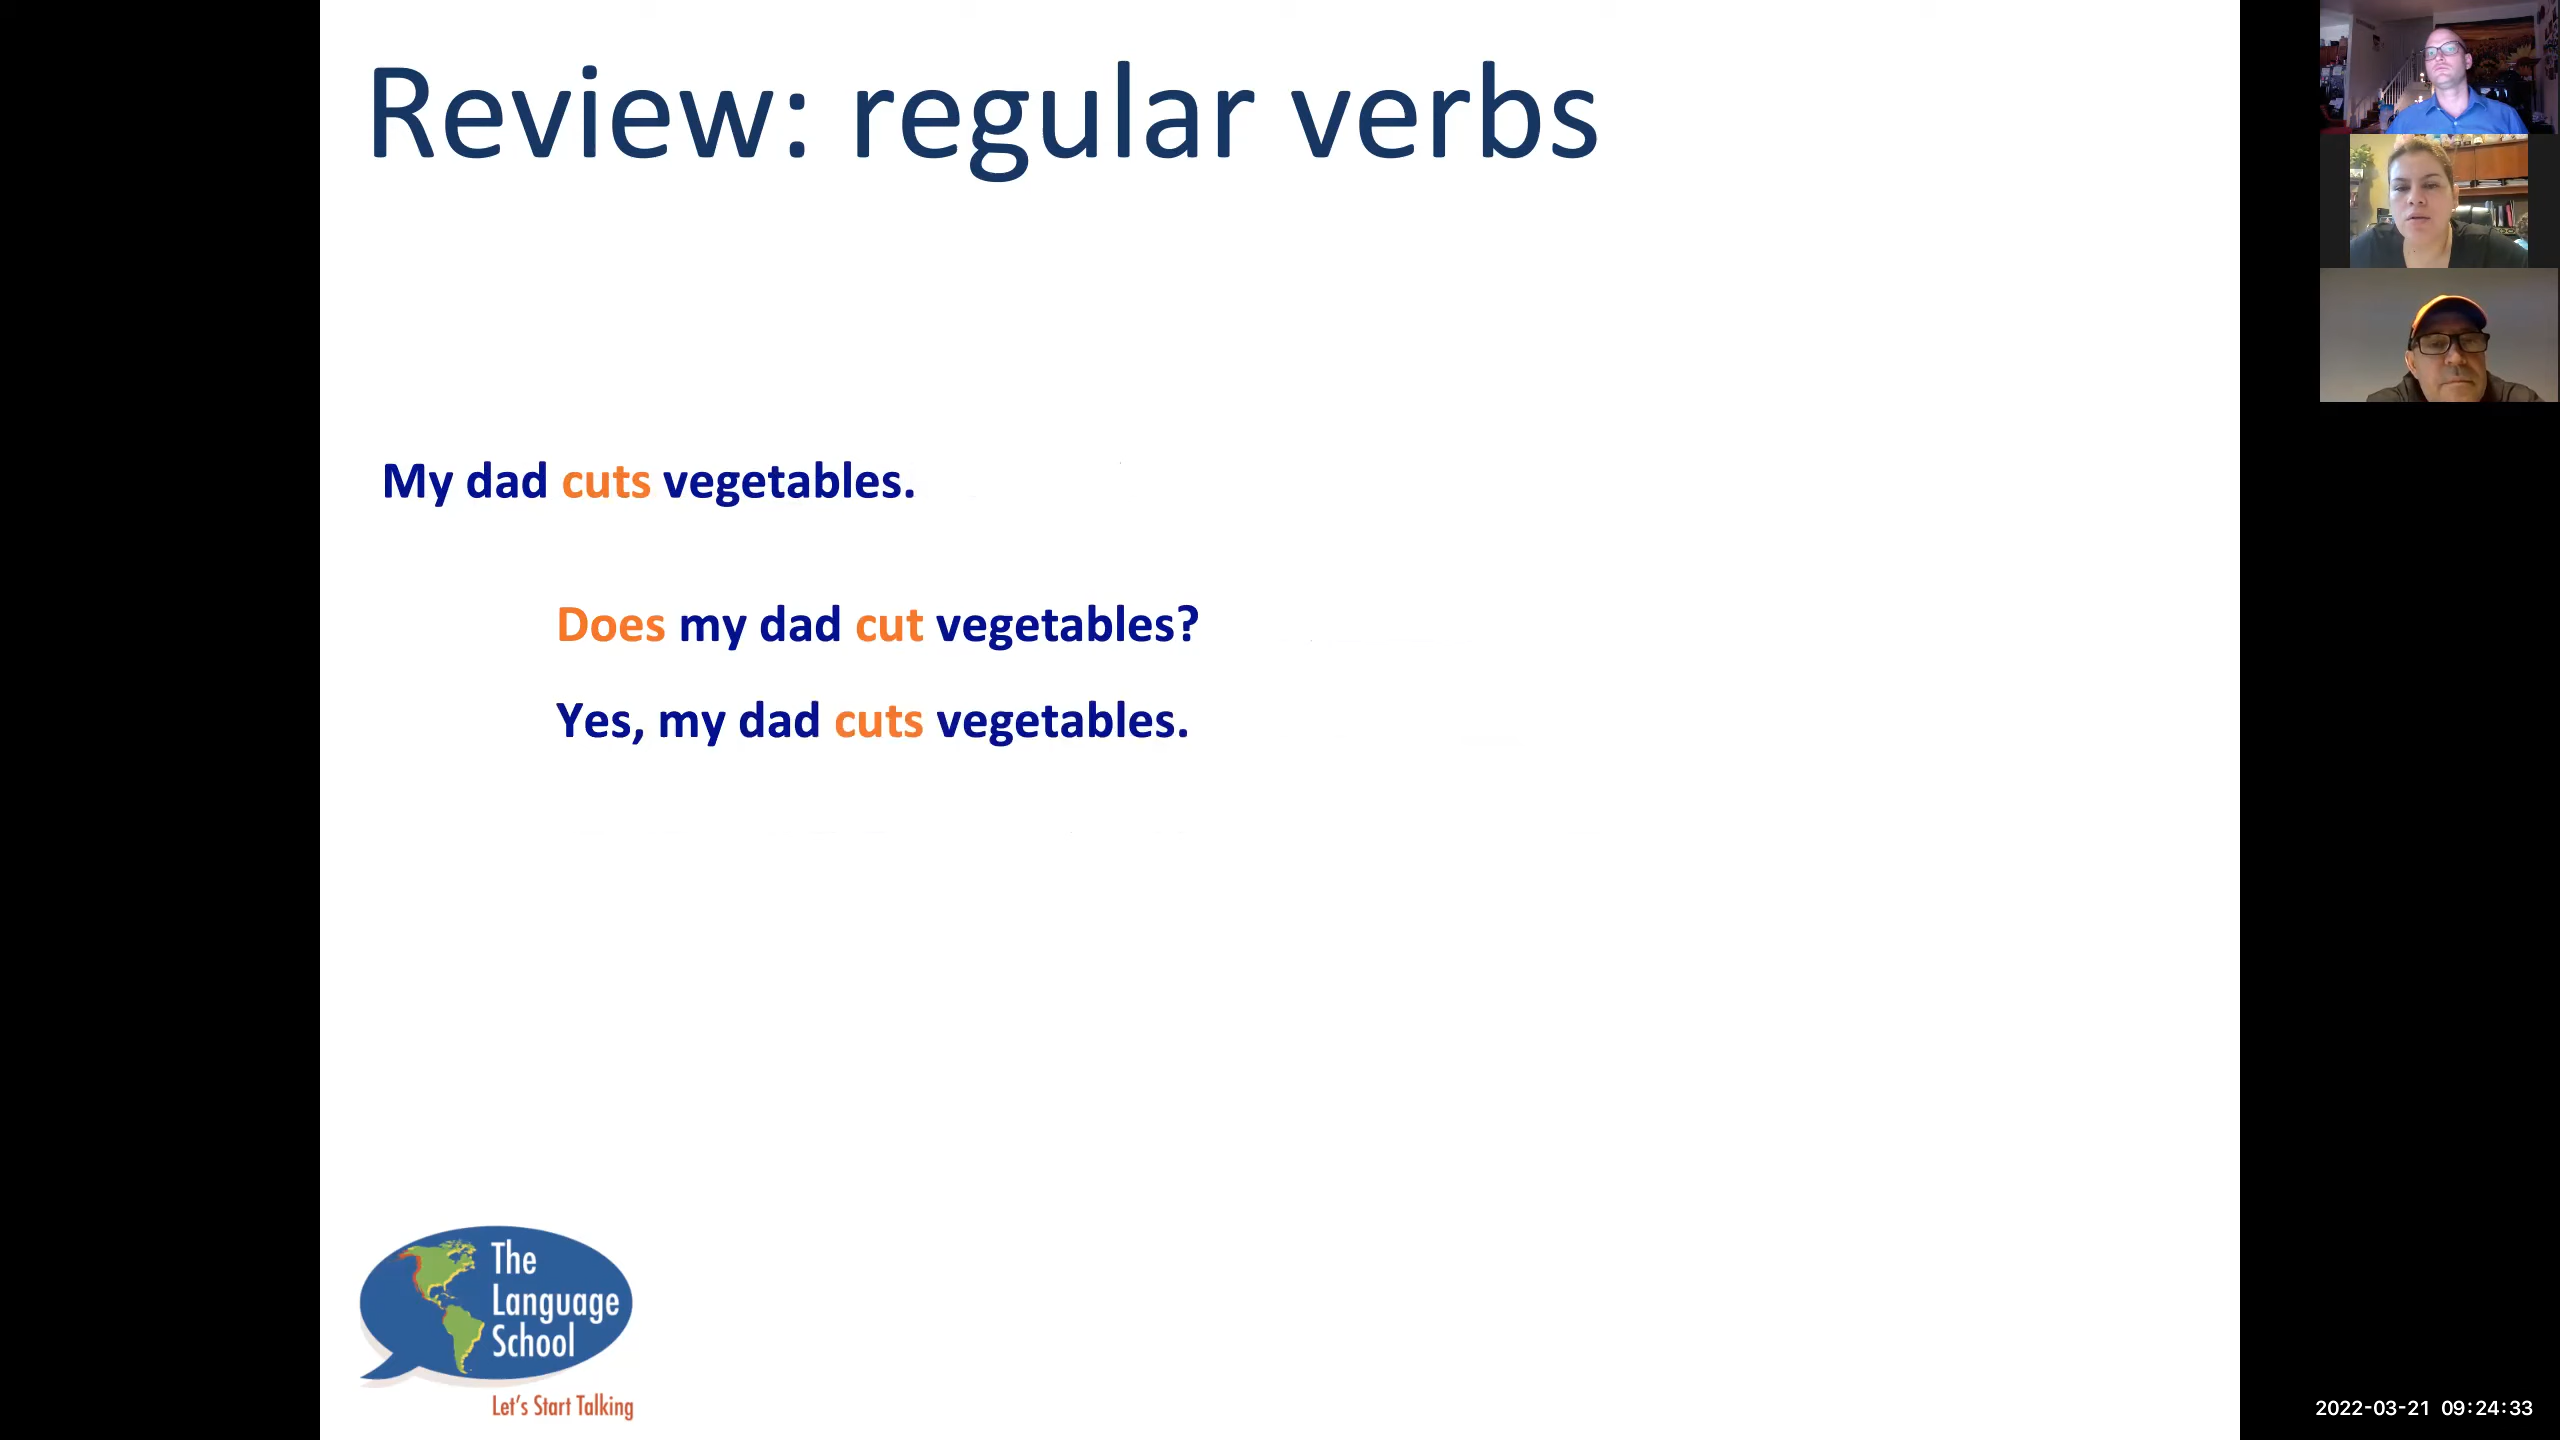 Review: regular verbs
My dad cuts vegetables.
Does my dad cut vegetables?
Yes, my dad cuts vegetables.
The
Language
School
Let's Start Talking
2022-03-21 09:24:33